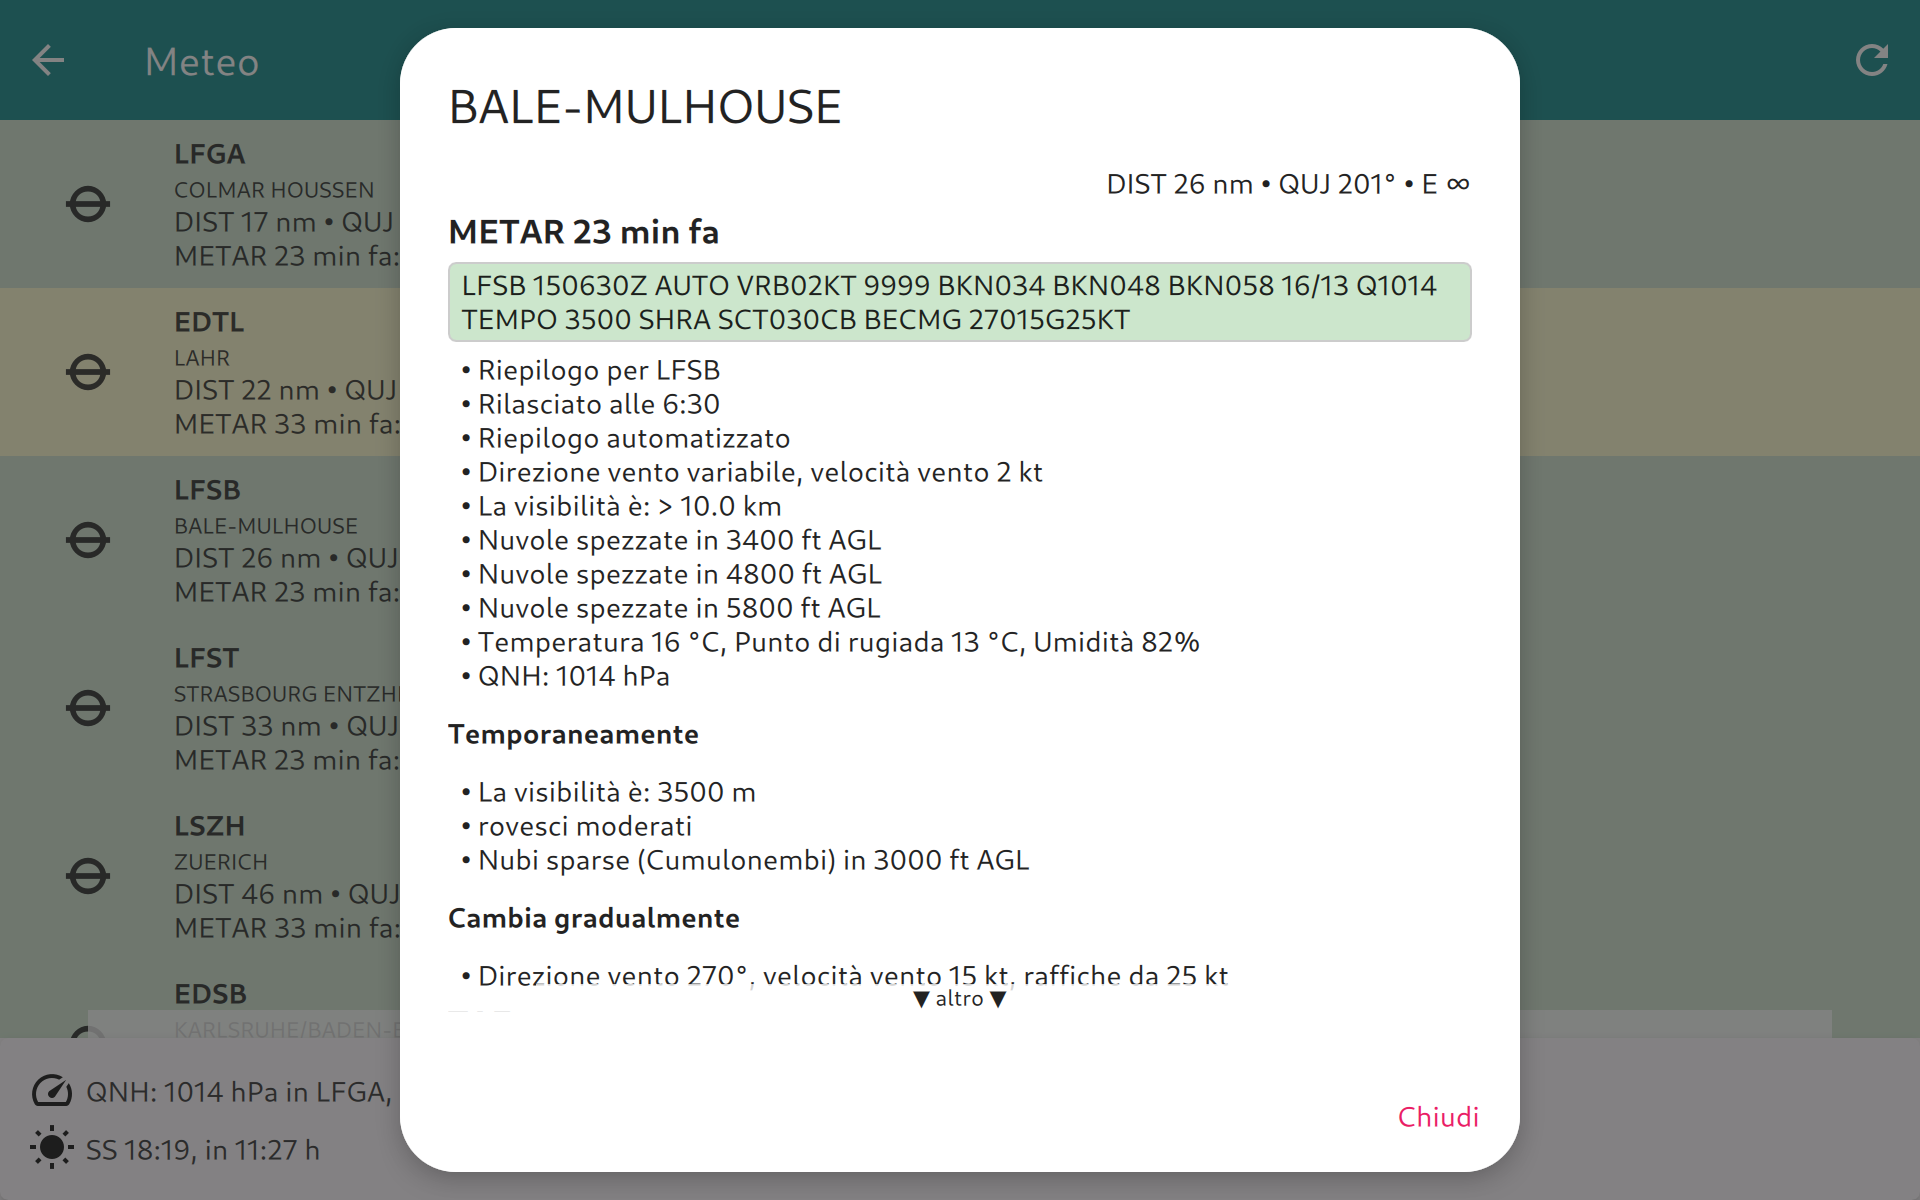 Meteo
LFGA
COLMAR HOUSSEN
DIST 17 nm • QUJ
METAR 23 min fa:
EDTL
LAHR
DIST 22 nm • QUJ
METAR 33 min fa:
LFSB
BALE-MULHOUSE
DIST 26 nm • QUJ
METAR 23 min fa:
LFST
STRASBOURG
DIST 33 nm • QUJ
METAR 23 min fa:
LSZH
ZUERICH
DIST 46 nm • QUJ
METAR 33 min fa:
EDSB
QNH: 1014 hPa in LFGA,
SS 18:19, in 11:27 h
BALE-MULHOUSE
DIST 26 nm • QUJ 201° • E ∞
METAR 23 min fa
LFSB 150630Z AUTO VRB02KT 9999 BKN034 BKN048 BKN058 16/13 Q1014
TEMPO 3500 SHRA SCT030CB BECMG 27015G25KT
• Riepilogo per LFSB
• Rilasciato alle 6:30
• Riepilogo automatizzato
• Direzione vento variabile, velocità vento 2 kt
• La visibilità è: > 10.0 km
• Nuvole spezzate in 3400 ft AGL
• Nuvole spezzate in 4800 ft AGL
• Nuvole spezzate in 5800 ft AGL
• Temperatura 16 °C, Punto di rugiada 13 °C, Umidità 82%
• QNH: 1014 hPa
Temporaneamente
• La visibilità è: 3500 m
• rovesci moderati
• Nubi sparse (Cumulonembi) in 3000 ft AGL
Cambia gradualmente
• Direzione vento 270°, velocità vento 15 kt, raffiche da 25 kt
▼ altro ▼
Chiudi